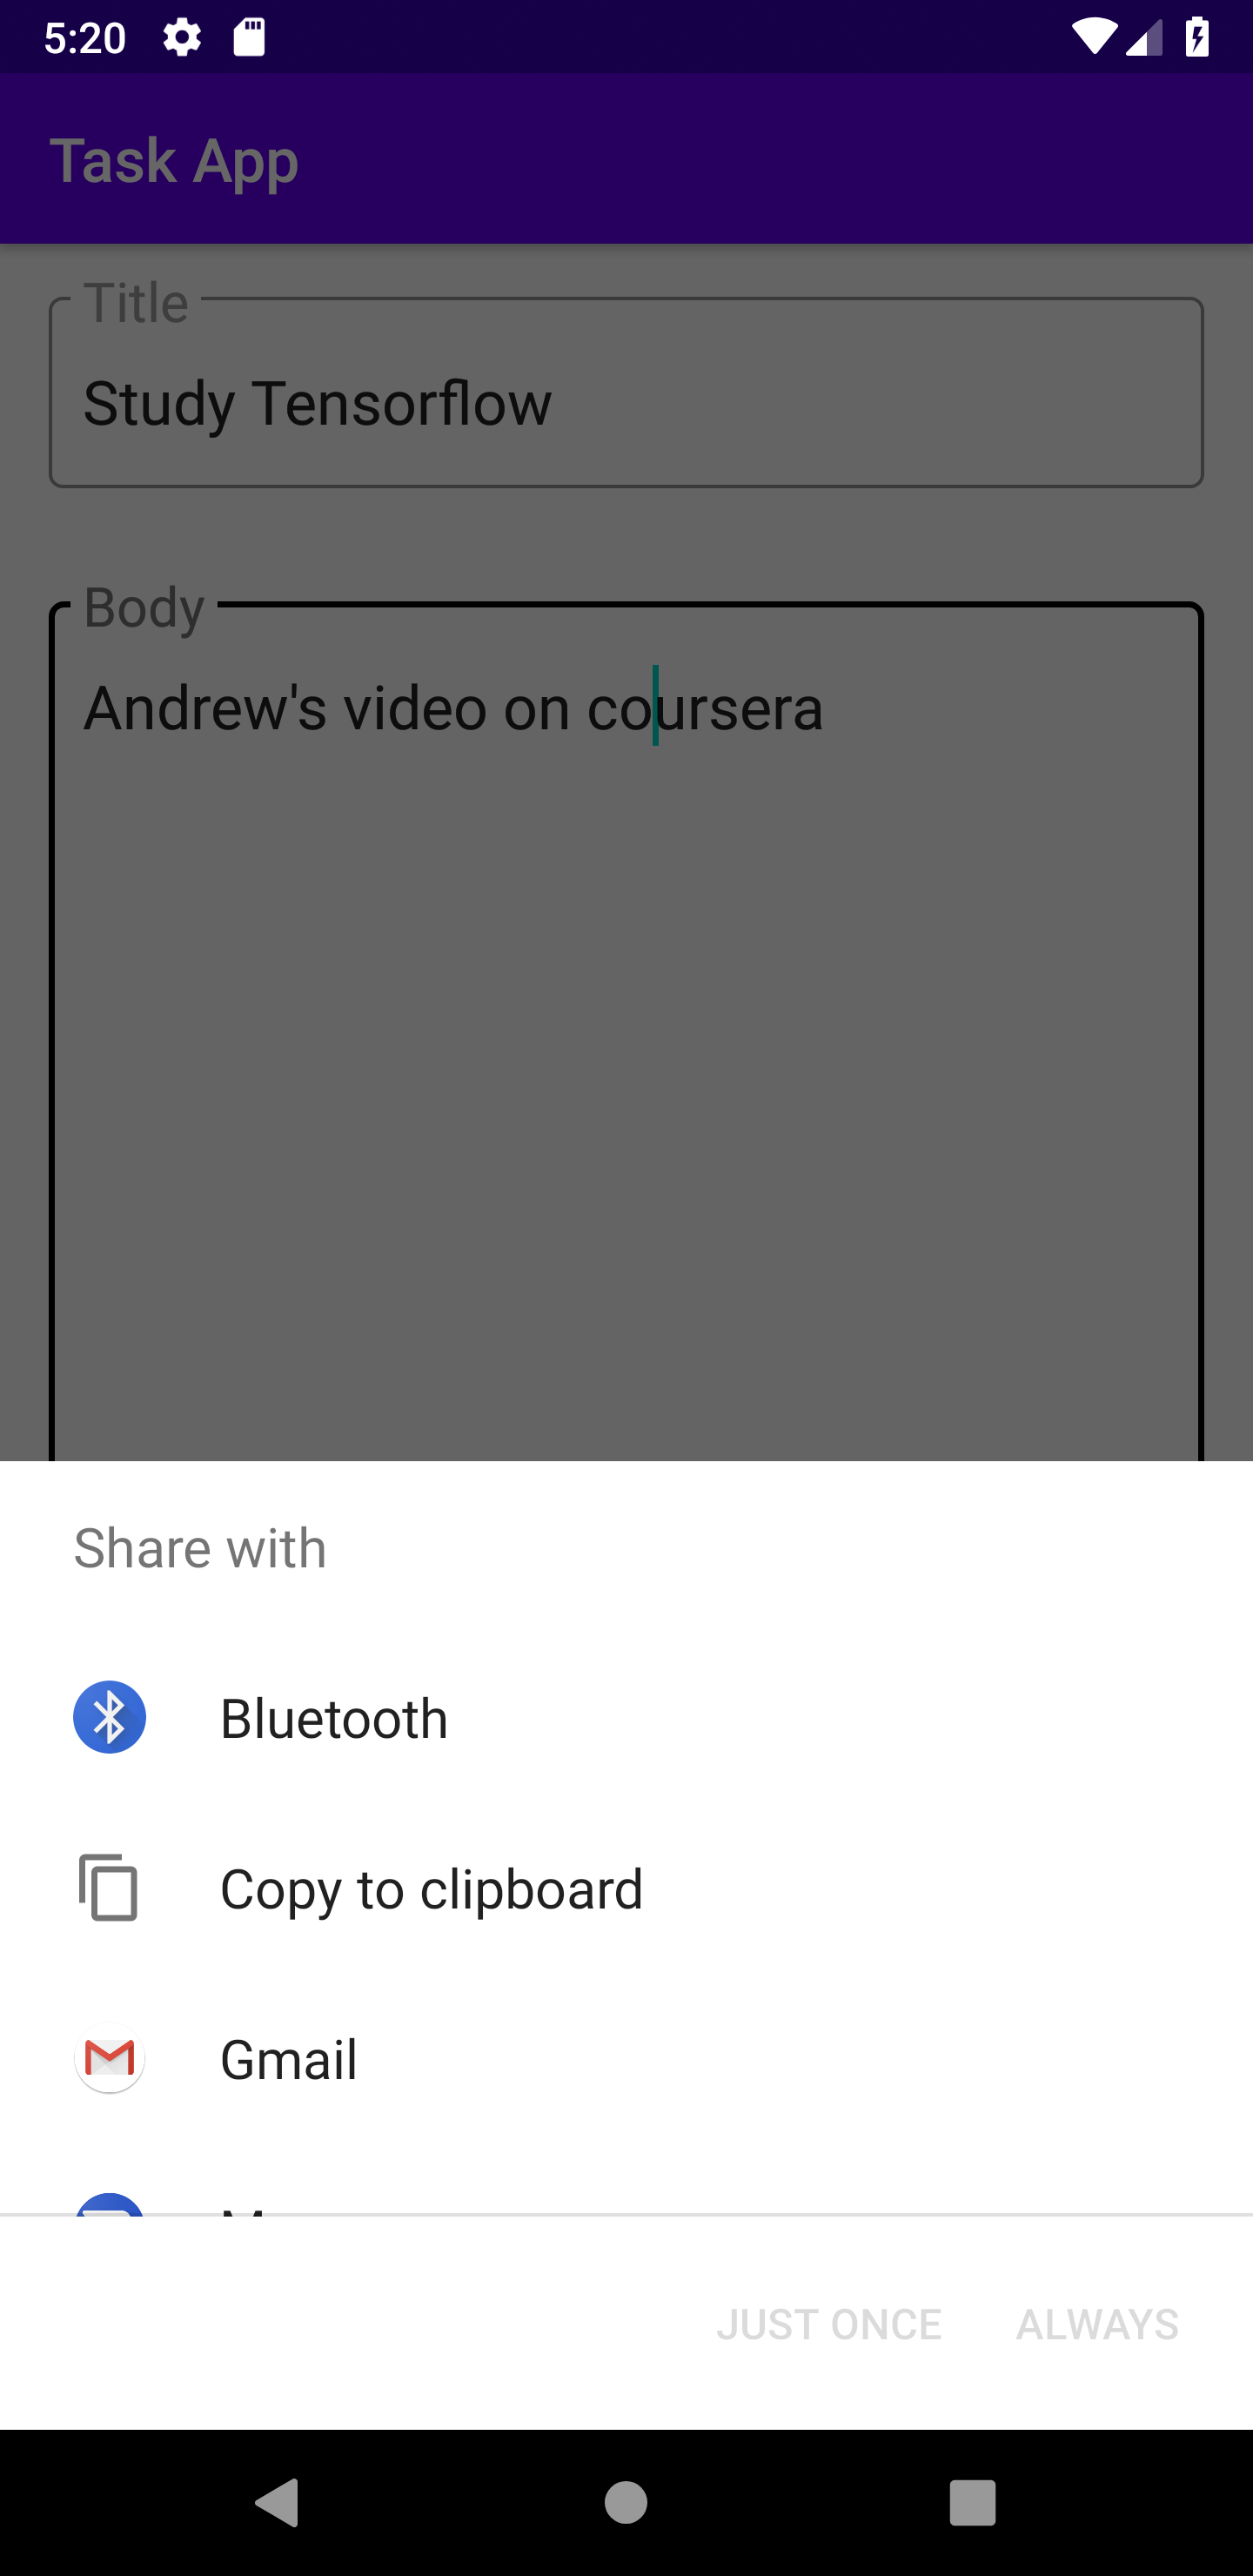 5:20
Task App
Title
Study Tensorflow
Body
Andrew's video on coursera
Share with
Bluetooth
Copy to clipboard
Gmail
JUST ONCE ALWAYS